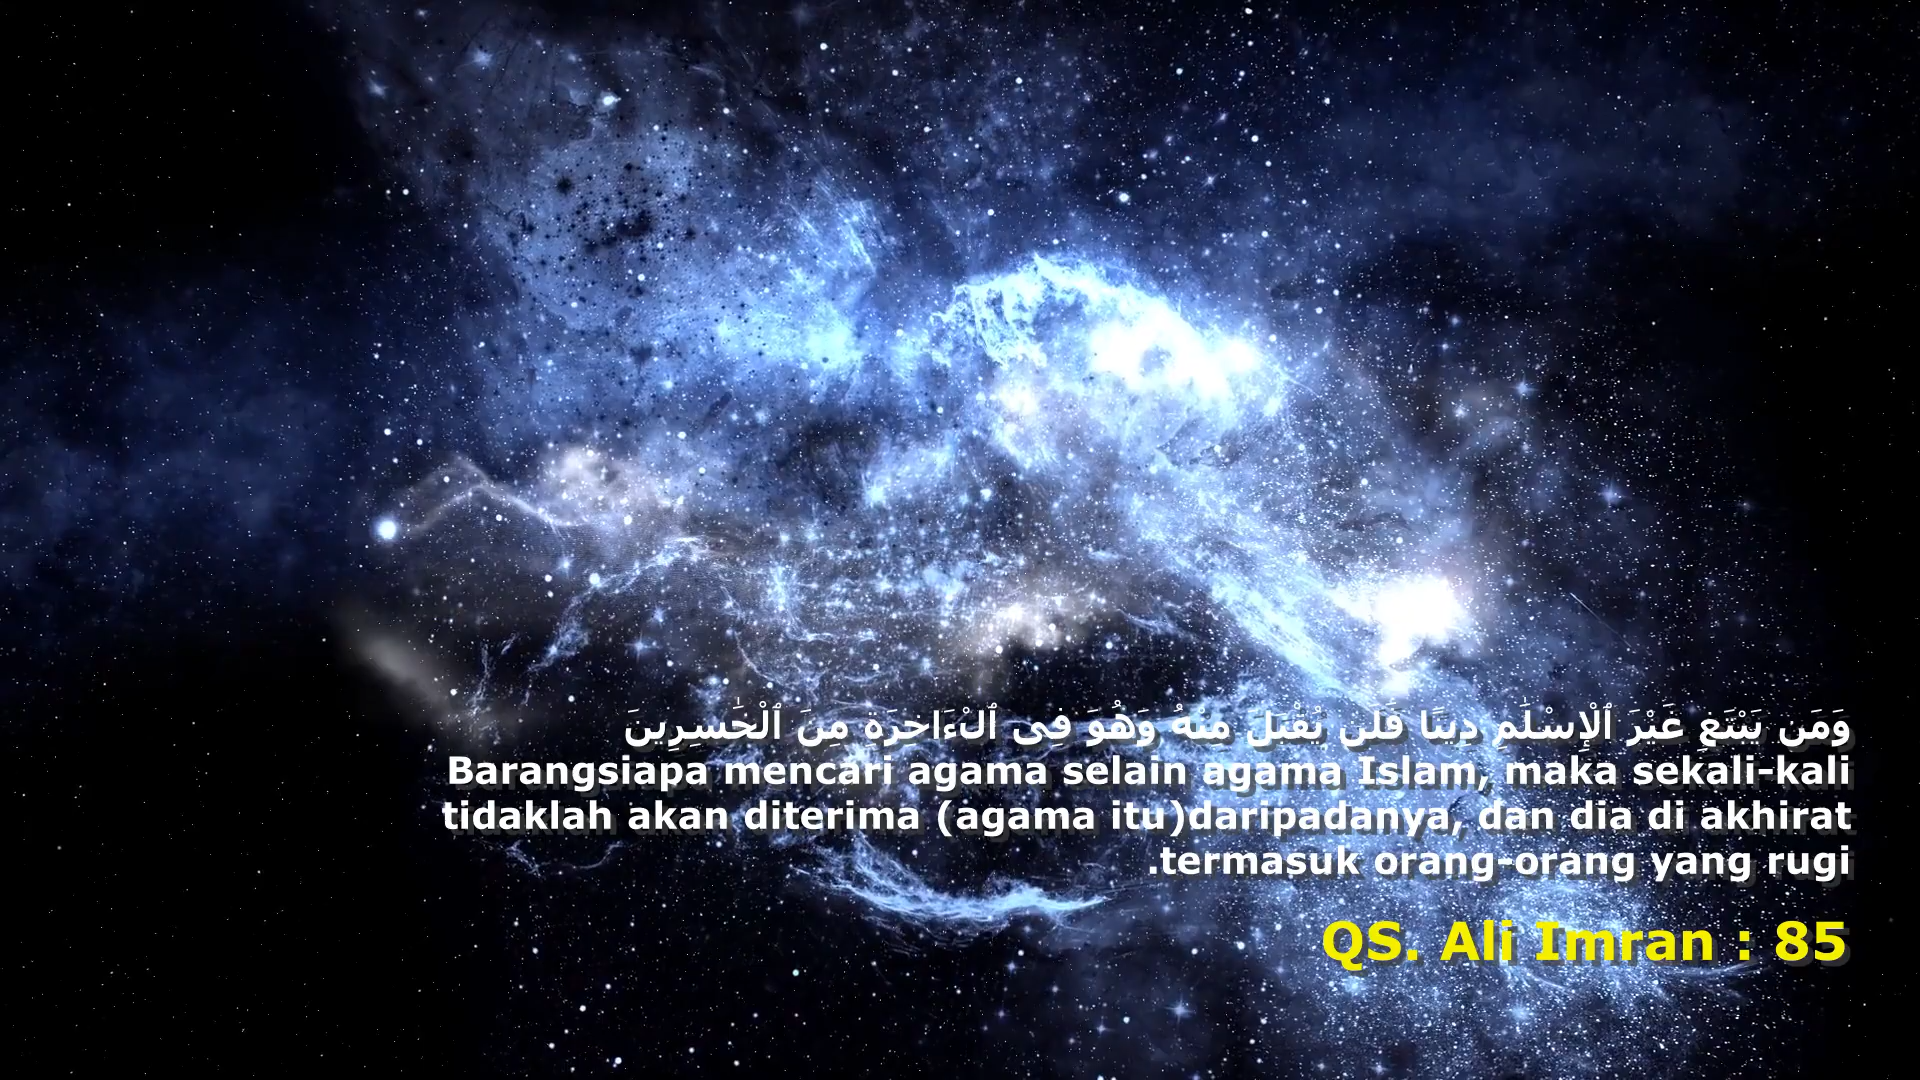 وَمَن يَبْتَغِ غَيْرَ ٱلْإِسْلَٰمِ دِينًا فَلَن يُقْبَلَ مِنْهُ وَهُوَ فِى ٱلْءَاخِرَةِ مِنَ ٱلْخَٰسِرِينَ
Barangsiapa mencari agama selain agama Islam, maka sekali-kali
tidaklah akan diterima (agama itu)daripadanya, dan dia di akhirat
.termasuk orang-orang yang rugi
QS. Ali Imran : 85